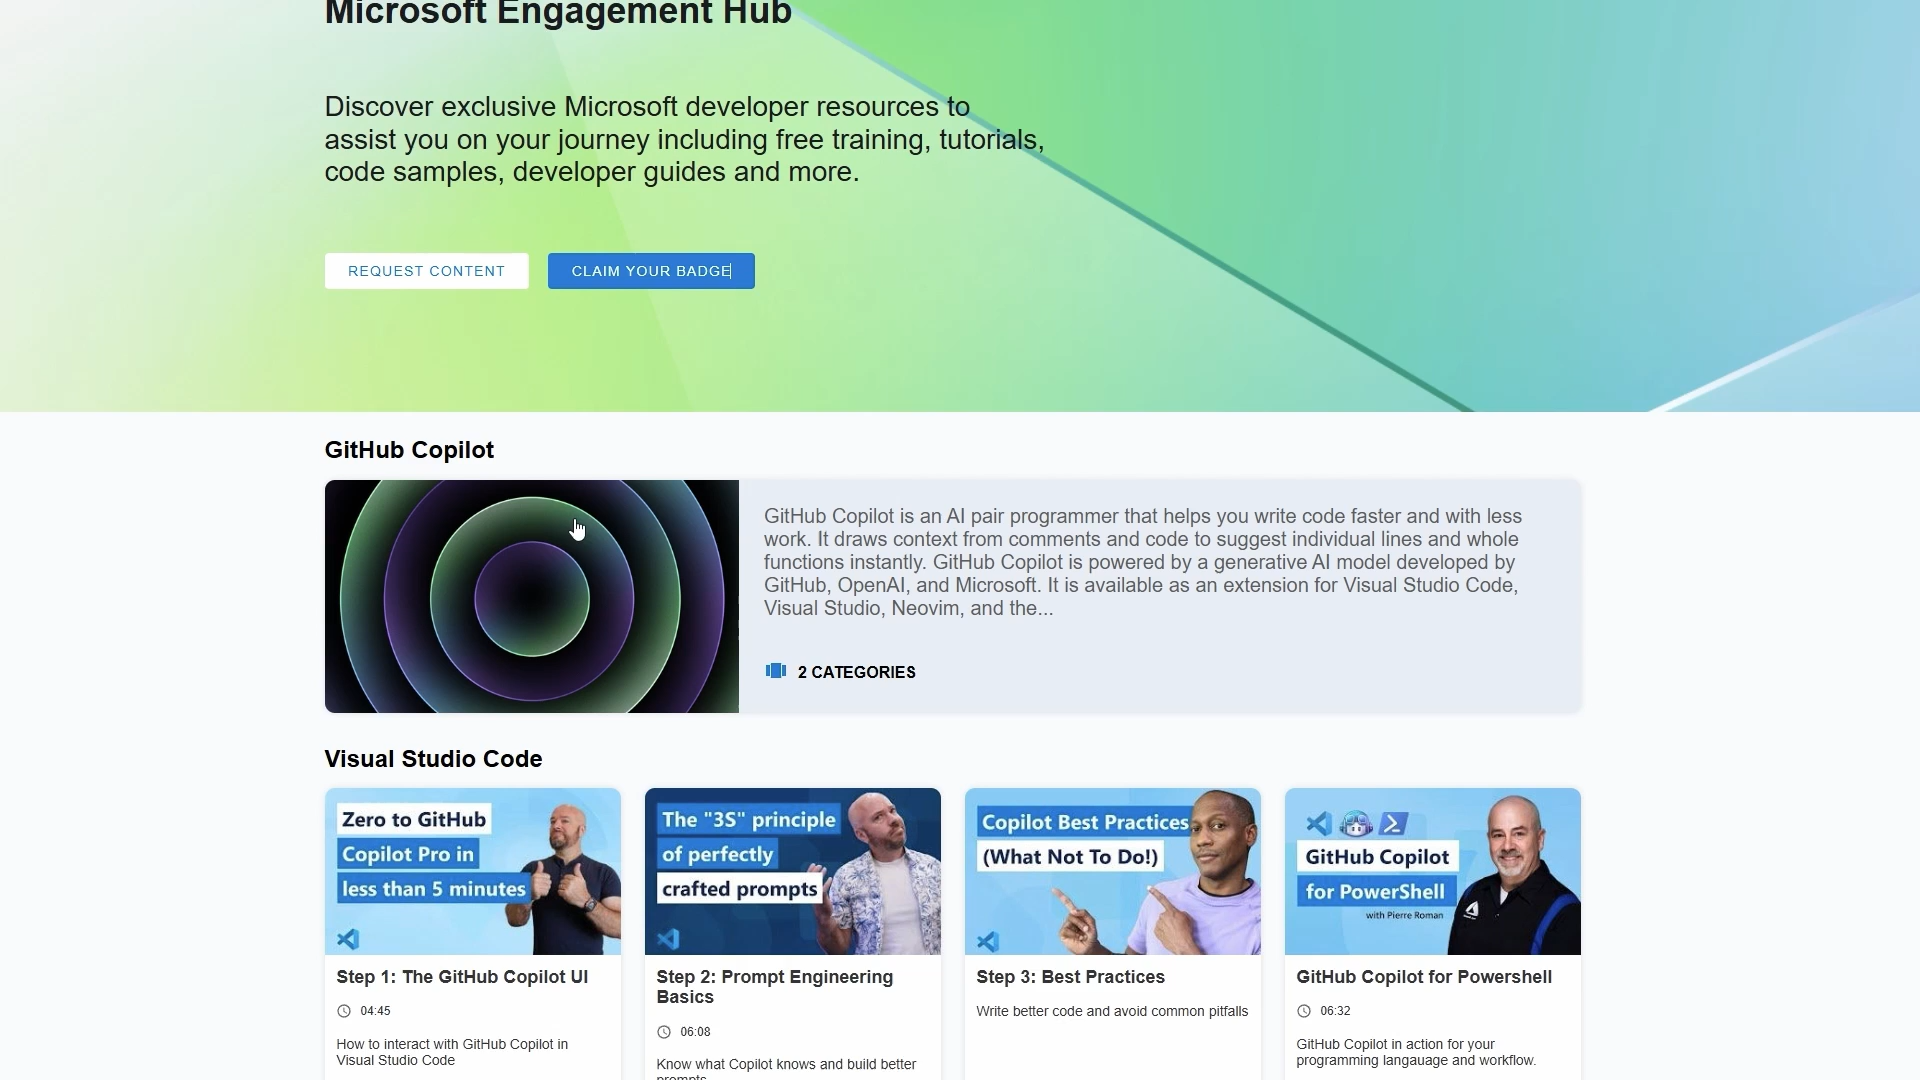 Microsoft Engagement Hub
Discover exclusive Microsoft developer resources to
assist you on your journey including free training, tutorials,
code samples, developer guides and more.
REQUEST CONTENT
CLAIM YOUR BADGE
GitHub Copilot
GitHub Copilot is an AI pair programmer that helps you write code faster and with less
work. It draws context from comments and code to suggest individual lines and whole
functions instantly. GitHub Copilot is powered by a generative AI model developed by
GitHub, OpenAI, and Microsoft. It is available as an extension for Visual Studio Code,
Visual Studio, Neovim, and the...
2 CATEGORIES
Visual Studio Code
Zero to GitHub
Copilot Pro in
less than 5 minutes
Step 1: The GitHub Copilot UI
04:45
How to interact with GitHub Copilot in
Visual Studio Code
The "3S" principle
of perfectly
crafted prompts
Step 2: Prompt Engineering
Basics
06:08
Know what Copilot knows and build better
prompts
Copilot Best Practices
(What Not To Do!)
Step 3: Best Practices
Write better code and avoid common pitfalls
GitHub Copilot
for PowerShell
with Pierre Roman
GitHub Copilot for Powershell
06:32
GitHub Copilot in action for your
programming langauage and workflow.